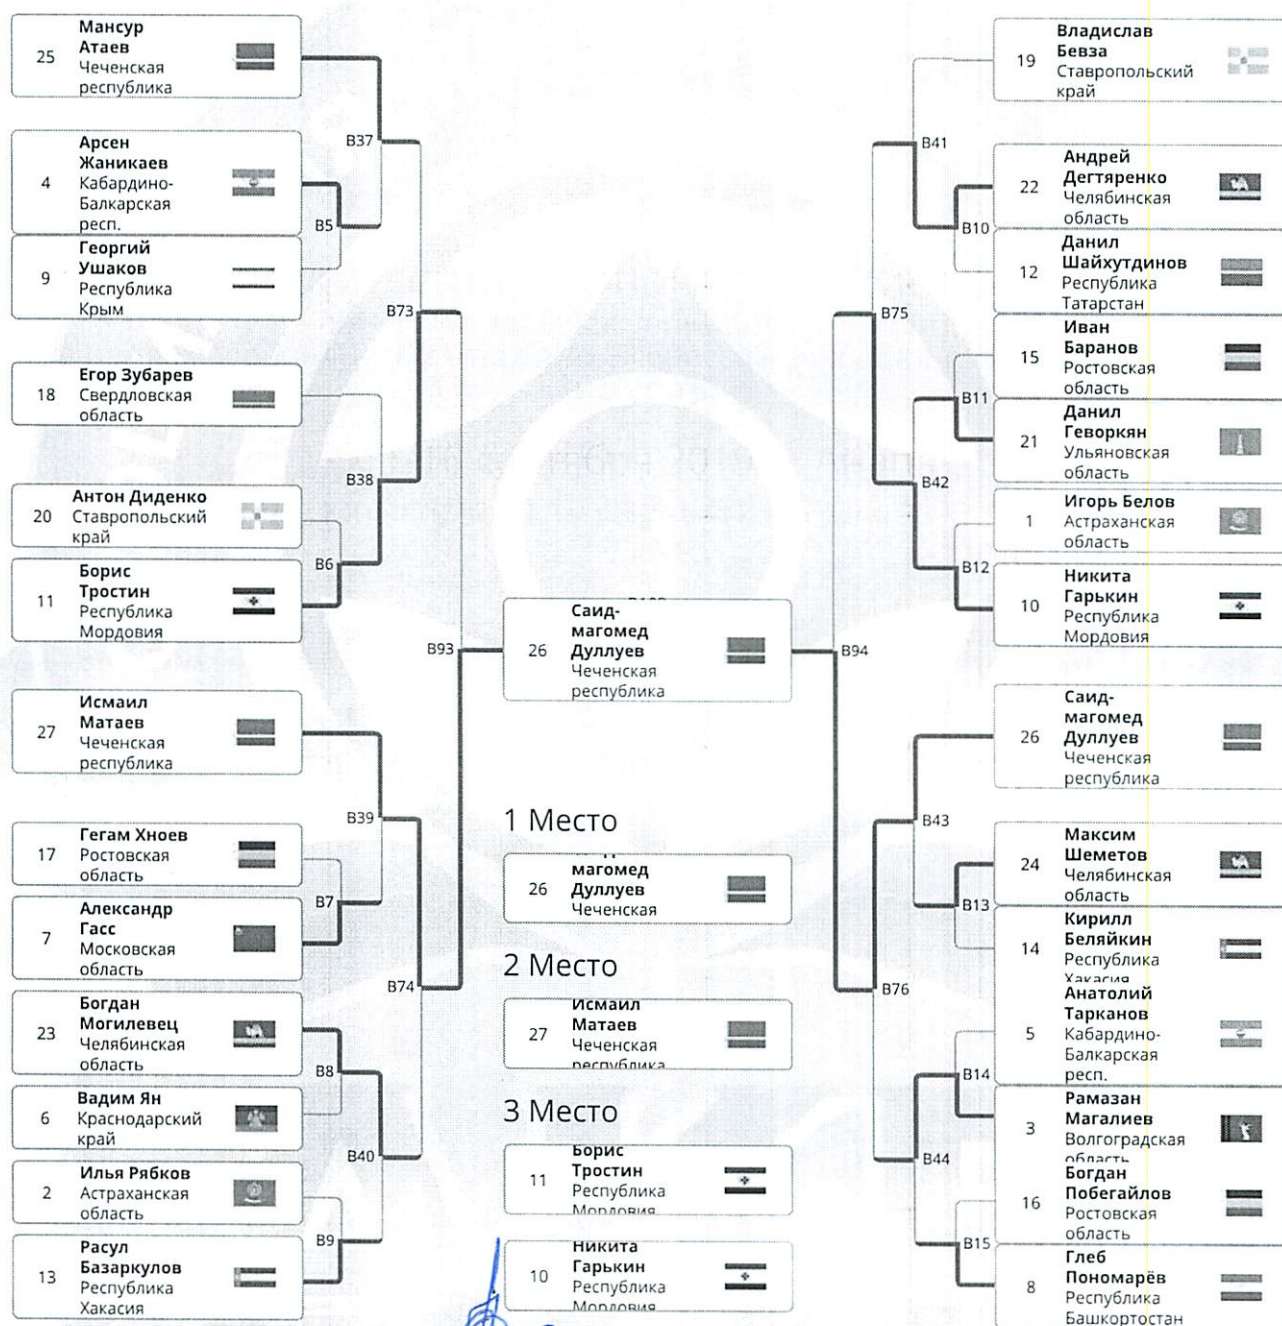 25
Мансур
Атаев
Чеченская
республика
4
Арсен
Жаникаев
Кабардино-
Балкарская
респ.
9
Георгий
Ушаков
Республика
Крым
18
Егор Зубарев
Свердловская
область
20
Антон Диденко
Ставропольский
край
11
Борис
Тростин
Республика
Мордовия
27
Исмаил
Матаев
Чеченская
республика
17
Гегам Хноев
Ростовская
область
7
Александр
Гасс
Московская
область
23
Богдан
Могилевец
Челябинская
область
6
Вадим Ян
Краснодарский
край
2
Илья Рябков
Астраханская
область
13
Расул
Базаркулов
Республика
Хакасия
B37
B5
B73
B38
B6
B93
B39
B7
B74
B8
B40
B9
26
Саид-
магомед
Дуллуев
Чеченская
республика
1 Место
26
магомед
Дуллуев
Чеченская
2 Место
27
Исмаил
Матаев
Чеченская
республика
3 Место
11
Борис
Тростин
Республика
Мордовия
10
Никита
Гарькин
Республика
Мордовия
B41
B10
B75
B11
B42
B12
B94
B43
B13
B76
B14
B44
B15
19
Владислав
Бевза
Ставропольский
край
22
Андрей
Дегтяренко
Челябинская
область
12
Данил
Шайхутдинов
Республика
Татарстан
15
Иван
Баранов
Ростовская
область
21
Данил
Геворкян
Ульяновская
область
1
Игорь Белов
Астраханская
область
10
Никита
Гарькин
Республика
Мордовия
26
Саид-
магомед
Дуллуев
Чеченская
республика
24
Максим
Шеметов
Челябинская
область
14
Кирилл
Беляйкин
Республика
Хакасия
5
Анатолий
Тарканов
Кабардино-
Балкарская
респ.
3
Рамазан
Магалиев
Волгоградская
область
16
Богдан
Побегайлов
Ростовская
область
8
Глеб
Пономарёв
Республика
Башкортостан